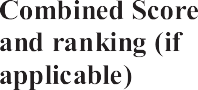 Combined Score
and ranking (if
applicable)